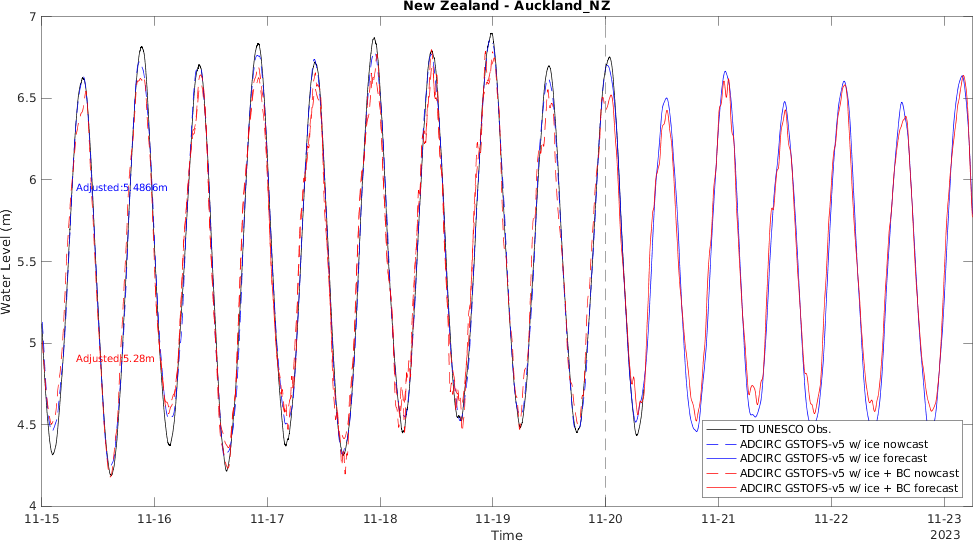 New Zealand - Auckland_NZ
7
6.5
6
5.5
5
4.5
4
Water Level (m)
Adjusted:5.4866m
Adjusted:5.28m
TD UNESCO Obs.
ADCIRC GSTOFS-v5 w/ ice nowcast
ADCIRC GSTOFS-v5 w/ ice forecast
ADCIRC GSTOFS-v5 w/ ice + BC nowcast
ADCIRC GSTOFS-v5 w/ ice + BC forecast
11-15
11-16
11-17
11-18
11-19
11-20
11-21
11-22
11-23
2023
Time